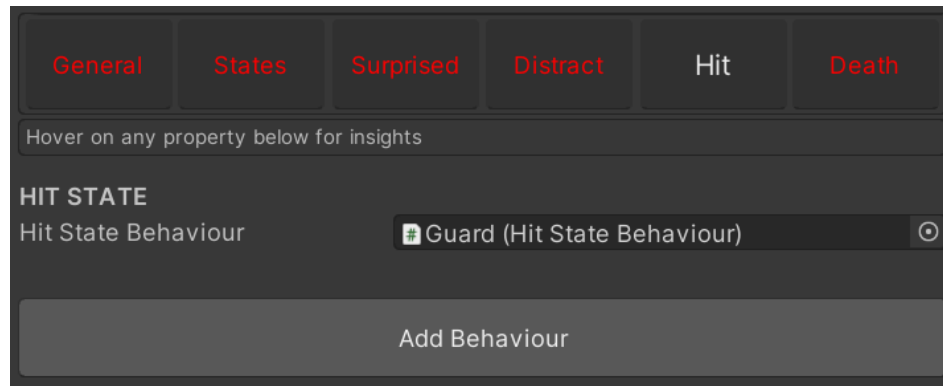 General States Surprised Distract Hit Death
Hover on any property below for insights
HIT STATE
Hit State Behaviour # Guard (Hit State Behaviour)
Add Behaviour